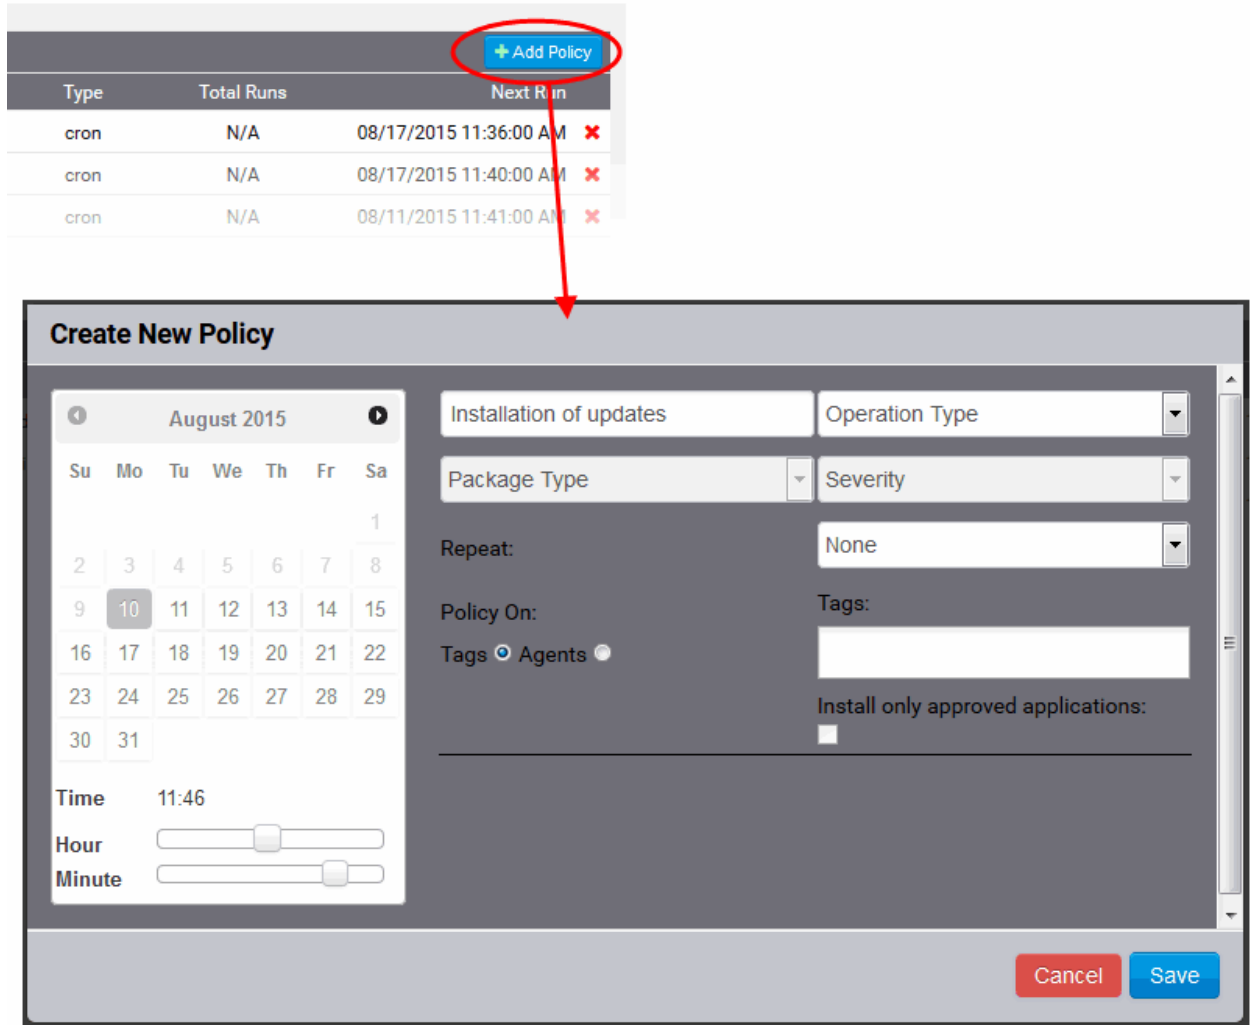 Add Policy
Type Total Runs Next Run
cron N/A 08/17/2015 11:36:00 AM
cron N/A 08/17/2015 11:40:00 AM
cron N/A 08/11/2015 11:41:00 AM
Create New Policy
August 2015
Su Mo Tu We Th Fr Sa
1
2 3 4 5 6 7 8
9 10 11 12 13 14 15
16 17 18 19 20 21 22
23 24 25 26 27 28 29
30 31
Time 11:46
Hour
Minute
Installation of updates Operation Type
Package Type Severity
Repeat: None
Policy On: Tags:
Tags Agents
Install only approved applications:
Cancel Save